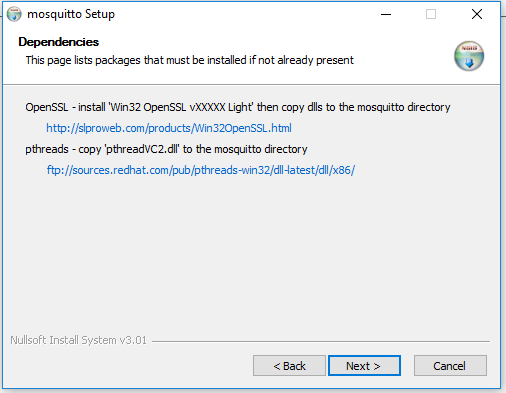 mosquitto Setup
Dependencies
This page lists packages that must be installed if not already present
OpenSSL - install 'Win32 OpenSSL vXXXXX Light' then copy dlls to the mosquitto directory
http://slproweb.com/products/Win32OpenSSL.html
pthreads - copy 'pthreadVC2.dll' to the mosquitto directory
ftp://sources.redhat.com/pub/pthreads-win32/dll-latest/dll/x86/
Nullsoft Install System v3.01
< Back Next > Cancel